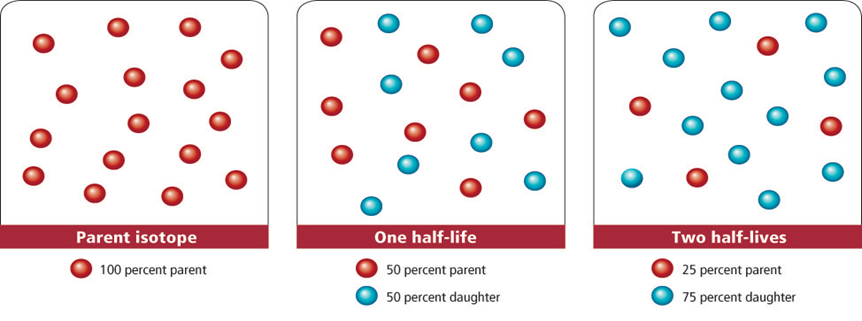 Parent isotope
100 percent parent
One half-life
50 percent parent
50 percent daughter
Two half-lives
25 percent parent
75 percent daughter